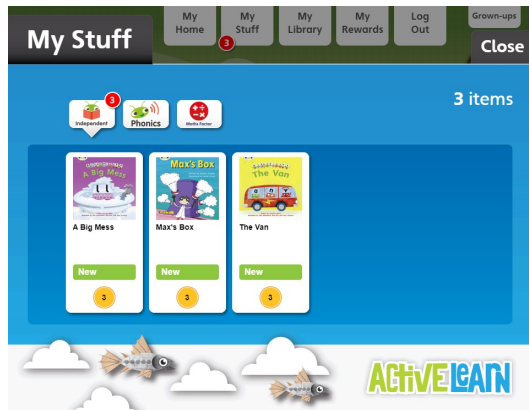 My Stuff
My Home
My Stuff
3
My Library
My Rewards
Log Out
Grown-ups
Close
3 items
3
Independent
Phonics
Maths Factor
A Big Mess
Max's Box
The Van
A Big Mess
Max's Box
The Van
New
New
New
3
3
3
ACTIVE LEARN